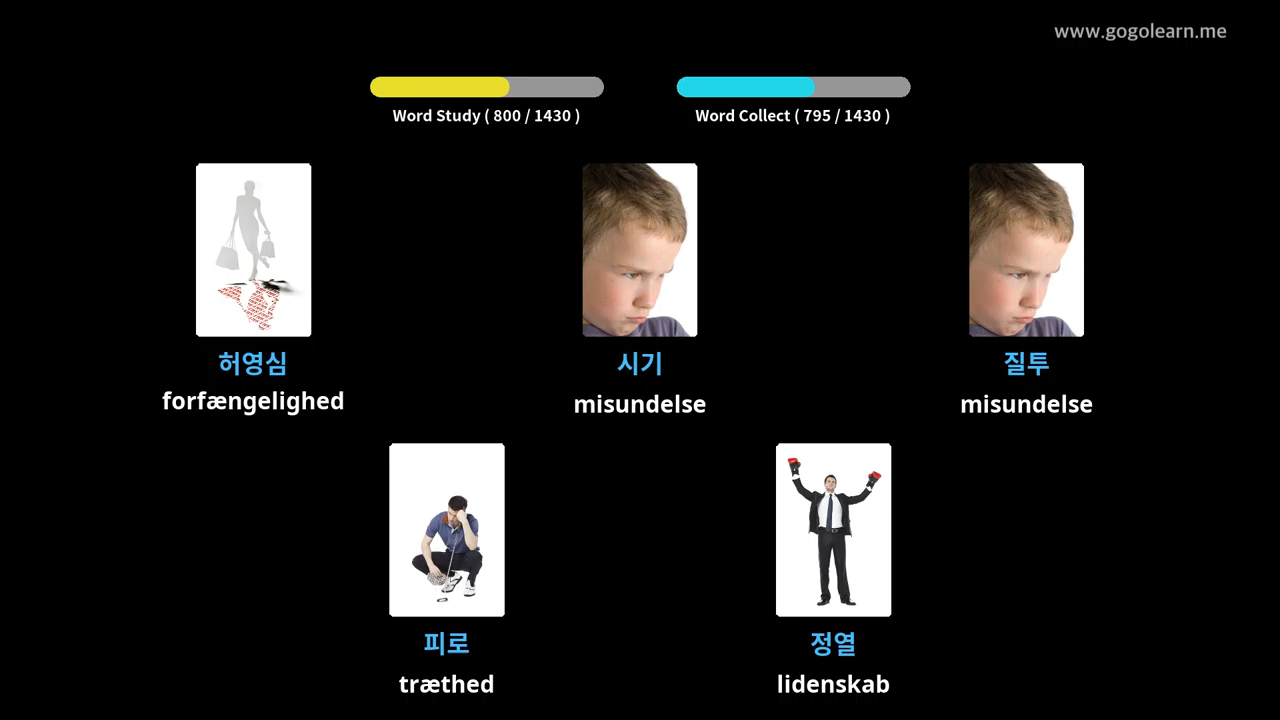 www.gogolearn.me
Word Study ( 800 / 1430 )
Word Collect ( 795 / 1430 )
허영심
forfængelighed
시기
misundelse
질투
misundelse
피로
træthed
정열
lidenskab